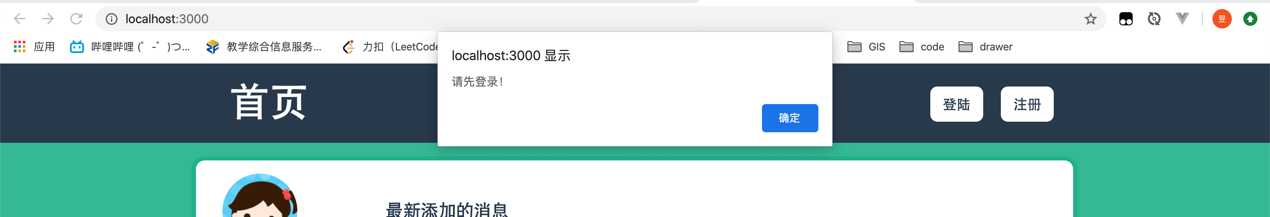 localhost:3000
昱
应用
哔哩哔哩 (゜-゜)つ...
教学综合信息服务...
力扣（LeetCode
GIS
code
drawer
localhost:3000 显示
请先登录！
确定
首页
登陆
注册
最新添加的消息